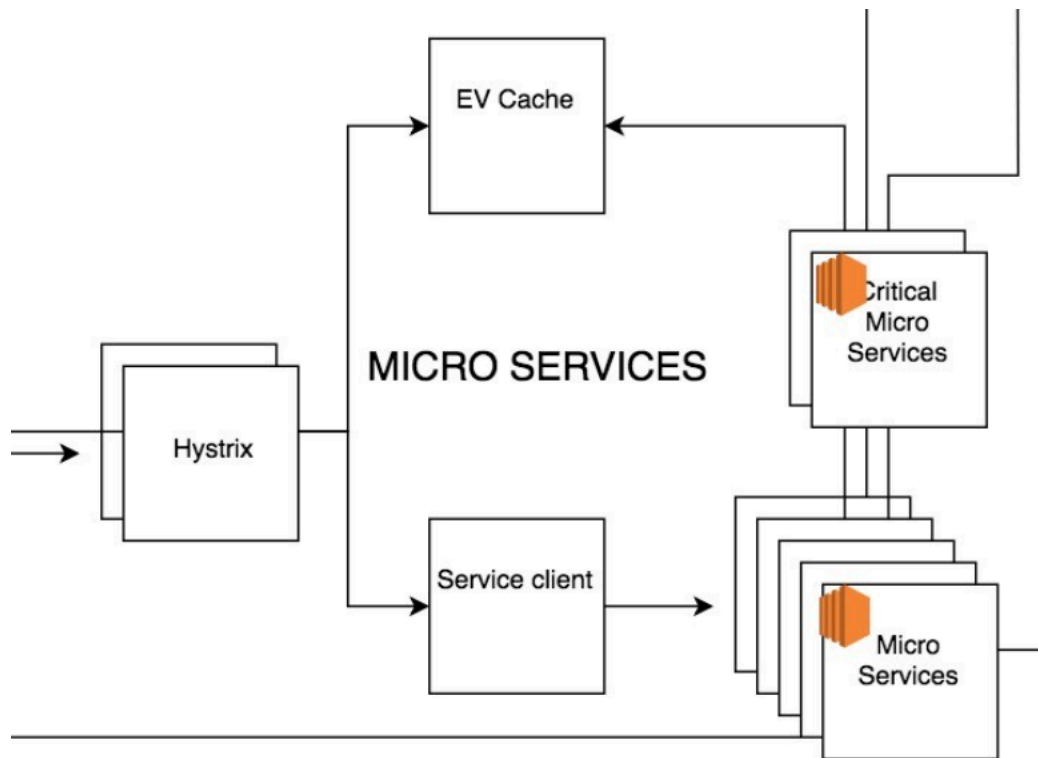 EV Cache
Critical
Micro
Services
MICRO SERVICES
Hystrix
Service client
Micro
Services